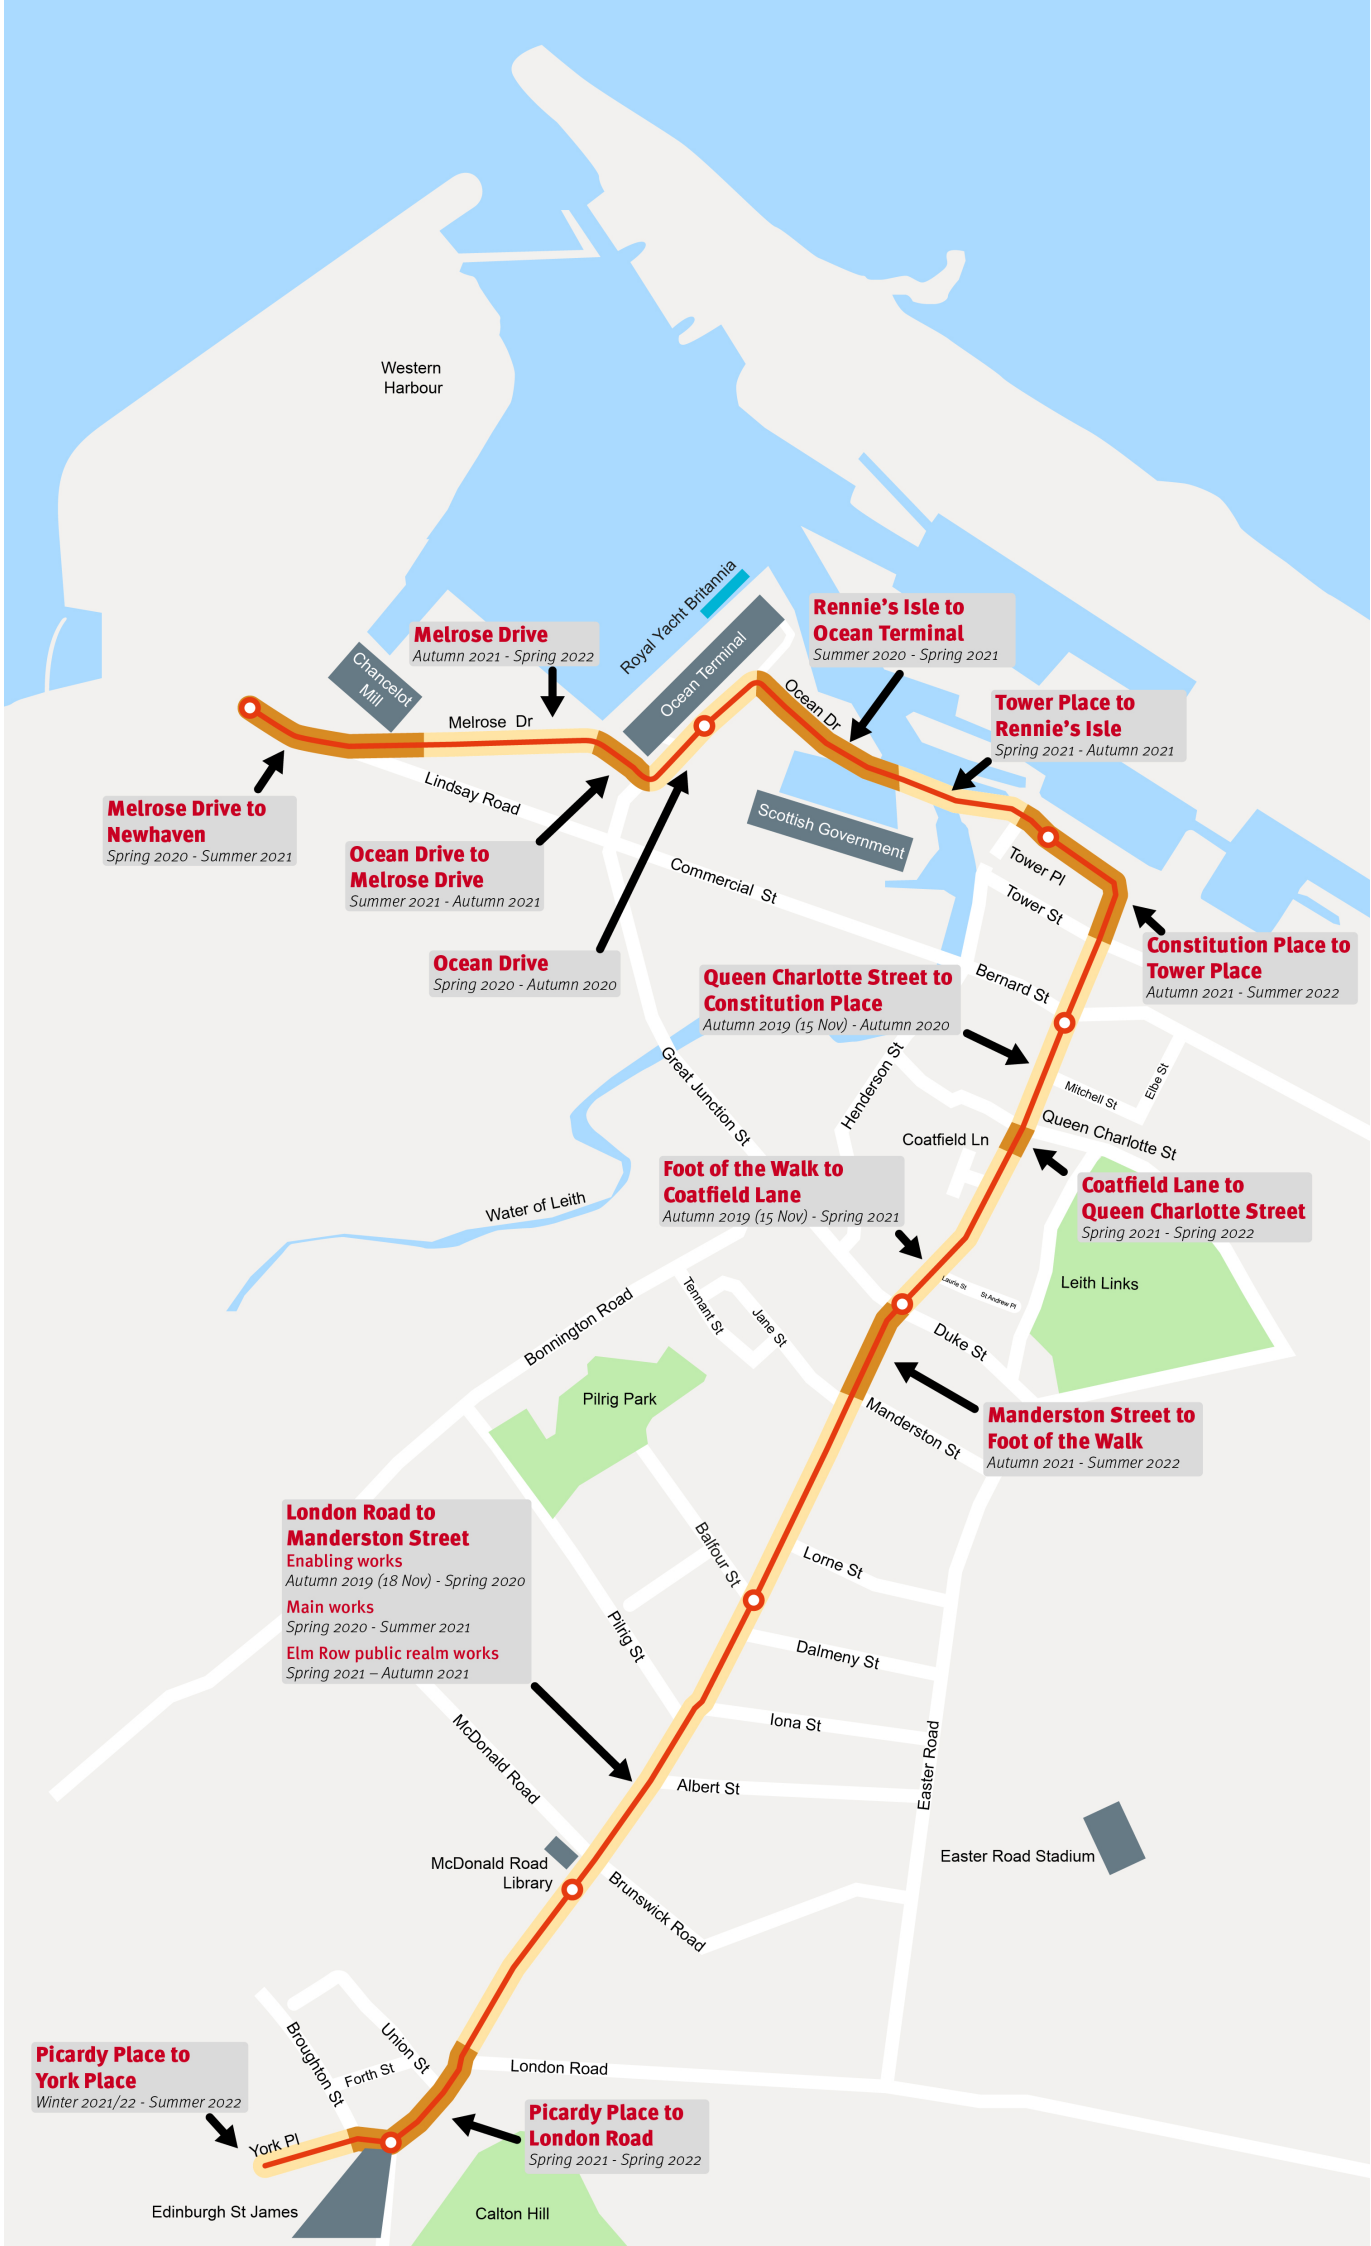 Western
Harbour
Royal Yacht Britannia
Ocean Terminal
Rennie's Isle to
Ocean Terminal
Summer 2020 - Spring 2021
Melrose Drive
Autumn 2021 - Spring 2022
Chancelot
Mill
Melrose Dr
Ocean Dr
Tower Place to
Rennie's Isle
Spring 2021 - Autumn 2021
Lindsay Road
Melrose Drive to
Newhaven
Spring 2020 - Summer 2021
Scottish Government
Ocean Drive to
Melrose Drive
Summer 2021 - Autumn 2021
Commercial St
Tower Pl
Tower St
Constitution Place to
Tower Place
Autumn 2021 - Summer 2022
Ocean Drive
Spring 2020 - Autumn 2020
Queen Charlotte Street to
Constitution Place
Autumn 2019 (15 Nov) - Autumn 2020
Bernard St
Great Junction St
Henderson St
Mitchell St
Elbe St
Queen Charlotte St
Coatfield Ln
Foot of the Walk to
Coatfield Lane
Autumn 2019 (15 Nov) - Spring 2021
Coatfield Lane to
Queen Charlotte Street
Spring 2021 - Spring 2022
Water of Leith
Laurie St
St Andrew Pl
Leith Links
Bonnington Road
Tennant St
Jane St
Duke St
Pilrig Park
Manderston St
Manderston Street to
Foot of the Walk
Autumn 2021 - Summer 2022
London Road to
Manderston Street
Enabling works
Autumn 2019 (18 Nov) - Spring 2020
Main works
Spring 2020 - Summer 2021
Elm Row public realm works
Spring 2021 – Autumn 2021
Balfour St
Lorne St
Pilrig St
Dalmeny St
Iona St
McDonald Road
Albert St
Easter Road
McDonald Road
Library
Easter Road Stadium
Brunswick Road
Broughton St
Union St
Forth St
London Road
Picardy Place to
York Place
Winter 2021/22 - Summer 2022
Picardy Place to
London Road
Spring 2021 - Spring 2022
York Pl
Edinburgh St James
Calton Hill